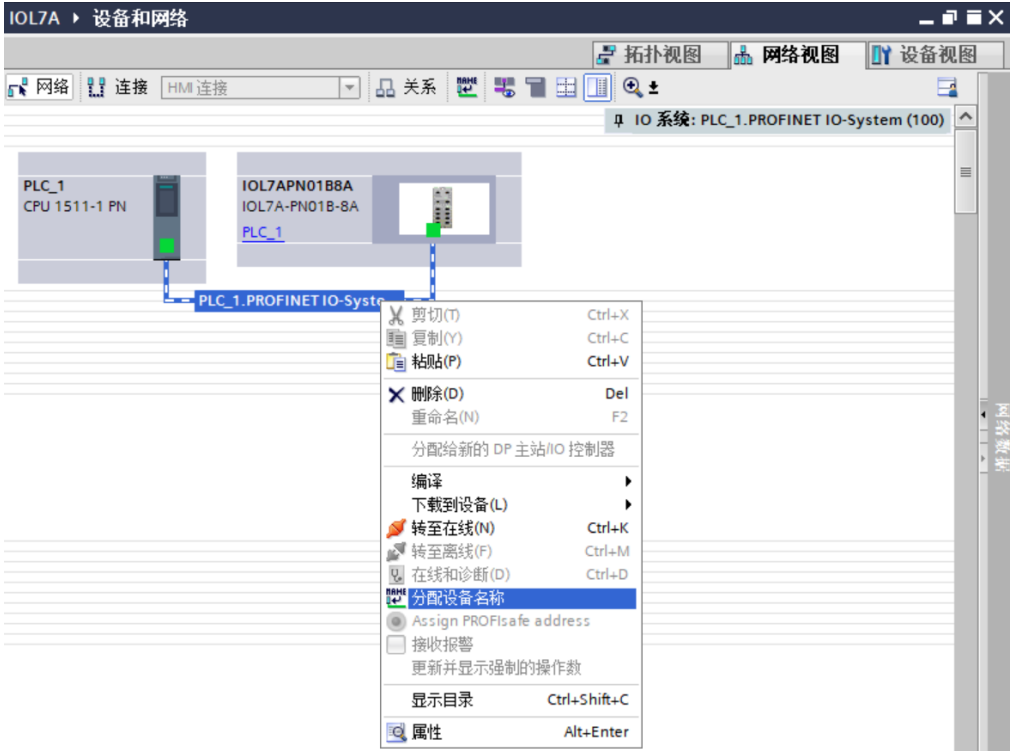 IOL7A ▸ 设备和网络
拓扑视图 网络视图 设备视图
网络 连接 HMI 连接 关系
IO 系统: PLC_1.PROFINET IO-System (100)
PLC_1
CPU 1511-1 PN
IOL7APN01B8A
IOL7A-PN01B-8A
PLC_1
PLC_1.PROFINET IO-Syste...
剪切(T) Ctrl+X
复制(Y) Ctrl+C
粘贴(P) Ctrl+V
删除(D) Del
重命名(N) F2
分配给新的 DP 主站/IO 控制器
编译
下载到设备(L)
转至在线(N) Ctrl+K
转至离线(F) Ctrl+M
在线和诊断(D) Ctrl+D
分配设备名称
Assign PROFIsafe address
接收报警
更新并显示强制的操作数
显示目录 Ctrl+Shift+C
属性 Alt+Enter
网络数据